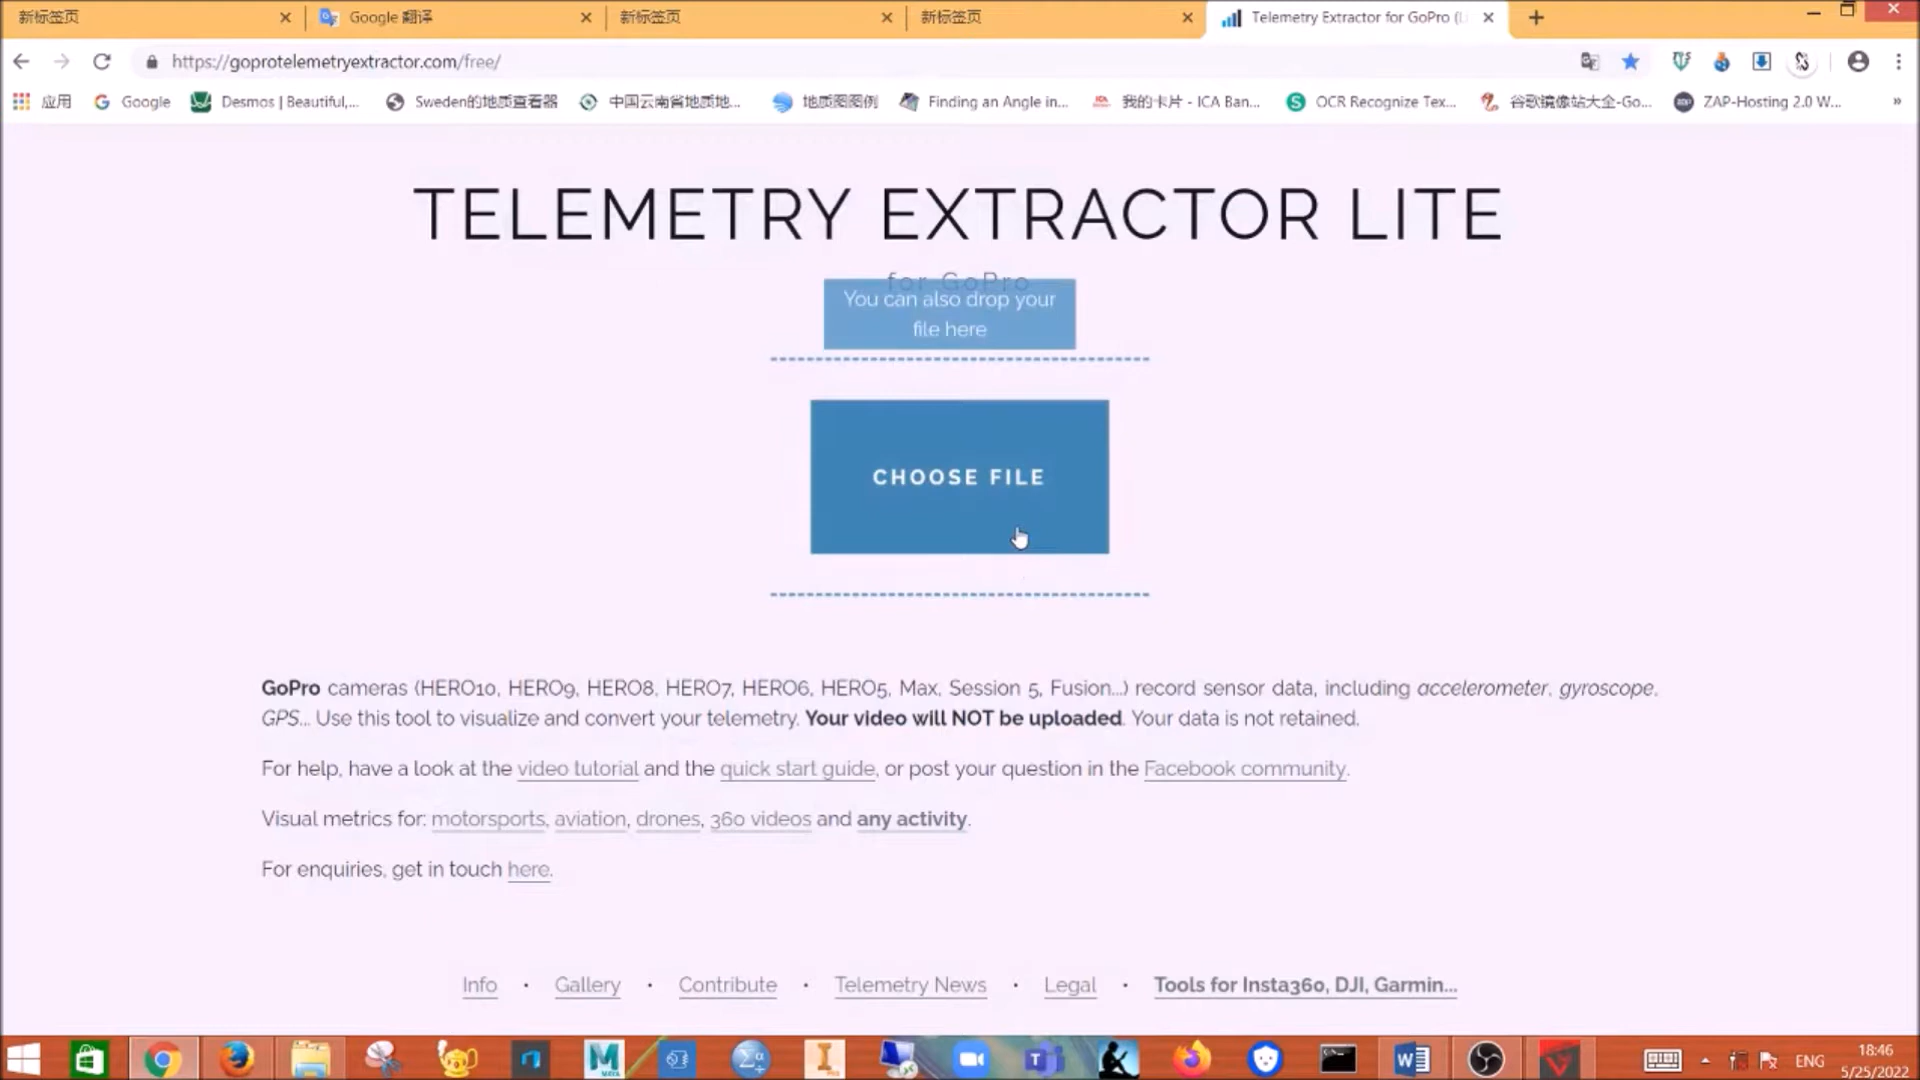 新标签页
Google 翻译
新标签页
新标签页
Telemetry Extractor for GoPro (L
https://goprotelemetryextractor.com/free/
应用
Google
Desmos | Beautiful,...
Sweden的地质查看器
中国云南省地质地...
地质图图例
Finding an Angle in...
我的卡片 - ICA Ban...
OCR Recognize Tex...
谷歌镜像站大全-Go...
ZAP-Hosting 2.0 W...
»
TELEMETRY EXTRACTOR LITE
for GoPro
You can also drop your
file here
CHOOSE FILE
GoPro cameras (HERO10, HERO9, HERO8, HERO7, HERO6, HERO5, Max, Session 5, Fusion...) record sensor data, including accelerometer, gyroscope,
GPS... Use this tool to visualize and convert your telemetry. Your video will NOT be uploaded. Your data is not retained.
For help, have a look at the video tutorial and the quick start guide, or post your question in the Facebook community.
Visual metrics for: motorsports, aviation, drones, 360 videos and any activity.
For enquiries, get in touch here.
Info • Gallery • Contribute • Telemetry News • Legal • Tools for Insta360, DJI, Garmin...
ENG
18:46
5/25/2022